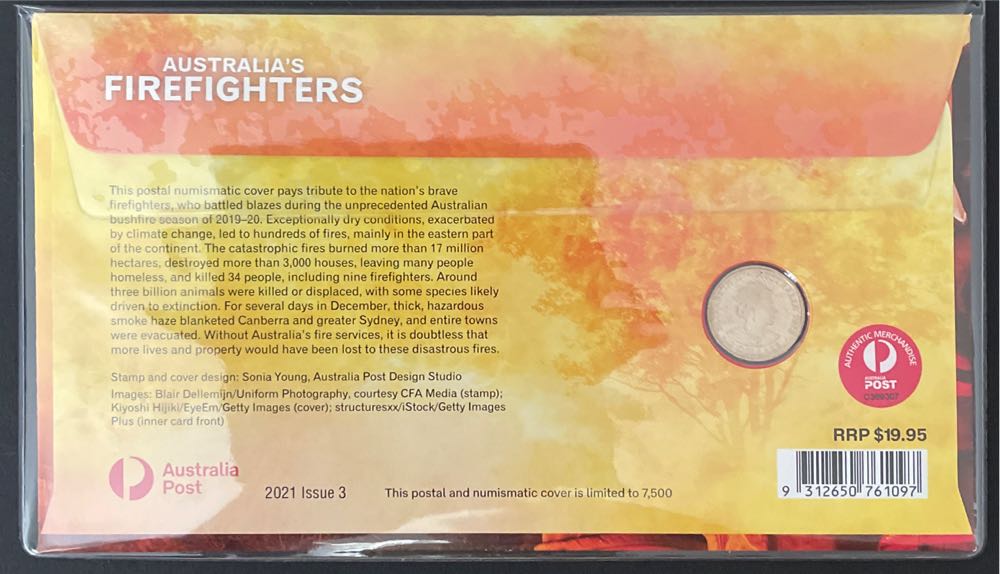 AUSTRALIA'S
FIREFIGHTERS
This postal numismatic cover pays tribute to the nation's brave
firefighters, who battled blazes during the unprecedented Australian
bushfire season of 2019–20. Exceptionally dry conditions, exacerbated
by climate change, led to hundreds of fires, mainly in the eastern part
of the continent. The catastrophic fires burned more than 17 million
hectares, destroyed more than 3,000 houses, leaving many people
homeless, and killed 34 people, including nine firefighters. Around
three billion animals were killed or displaced, with some species likely
driven to extinction. For several days in December, thick, hazardous
smoke haze blanketed Canberra and greater Sydney, and entire towns
were evacuated. Without Australia's fire services, it is doubtless that
more lives and property would have been lost to these disastrous fires.
Stamp and cover design: Sonia Young, Australia Post Design Studio
Images: Blair Dellemijn/Uniform Photography, courtesy CFA Media (stamp);
Kiyoshi Hijiki/EyeEm/Getty Images (cover); structuresxx/iStock/Getty Images
Plus (inner card front)
AUTHENTIC MERCHANDISE
AUSTRALIA
POST
C389307
RRP $19.95
9 312650 761097
Australia
Post
2021 Issue 3
This postal and numismatic cover is limited to 7,500